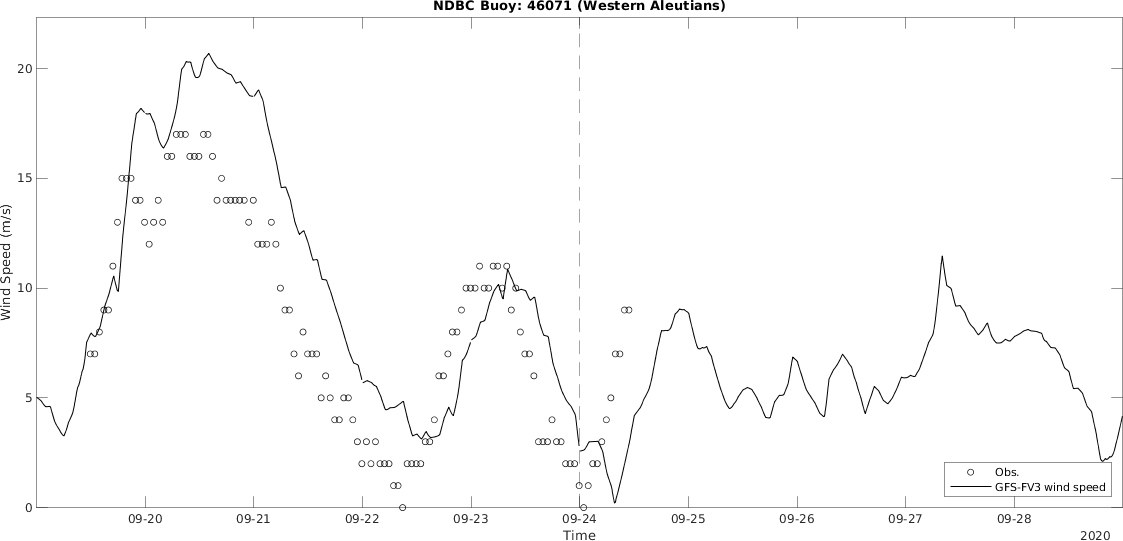 NDBC Buoy: 46071 (Western Aleutians)
Wind Speed (m/s)
20
15
10
5
0
09-20 09-21 09-22 09-23 09-24 09-25 09-26 09-27 09-28
Time
2020
Obs.
GFS-FV3 wind speed